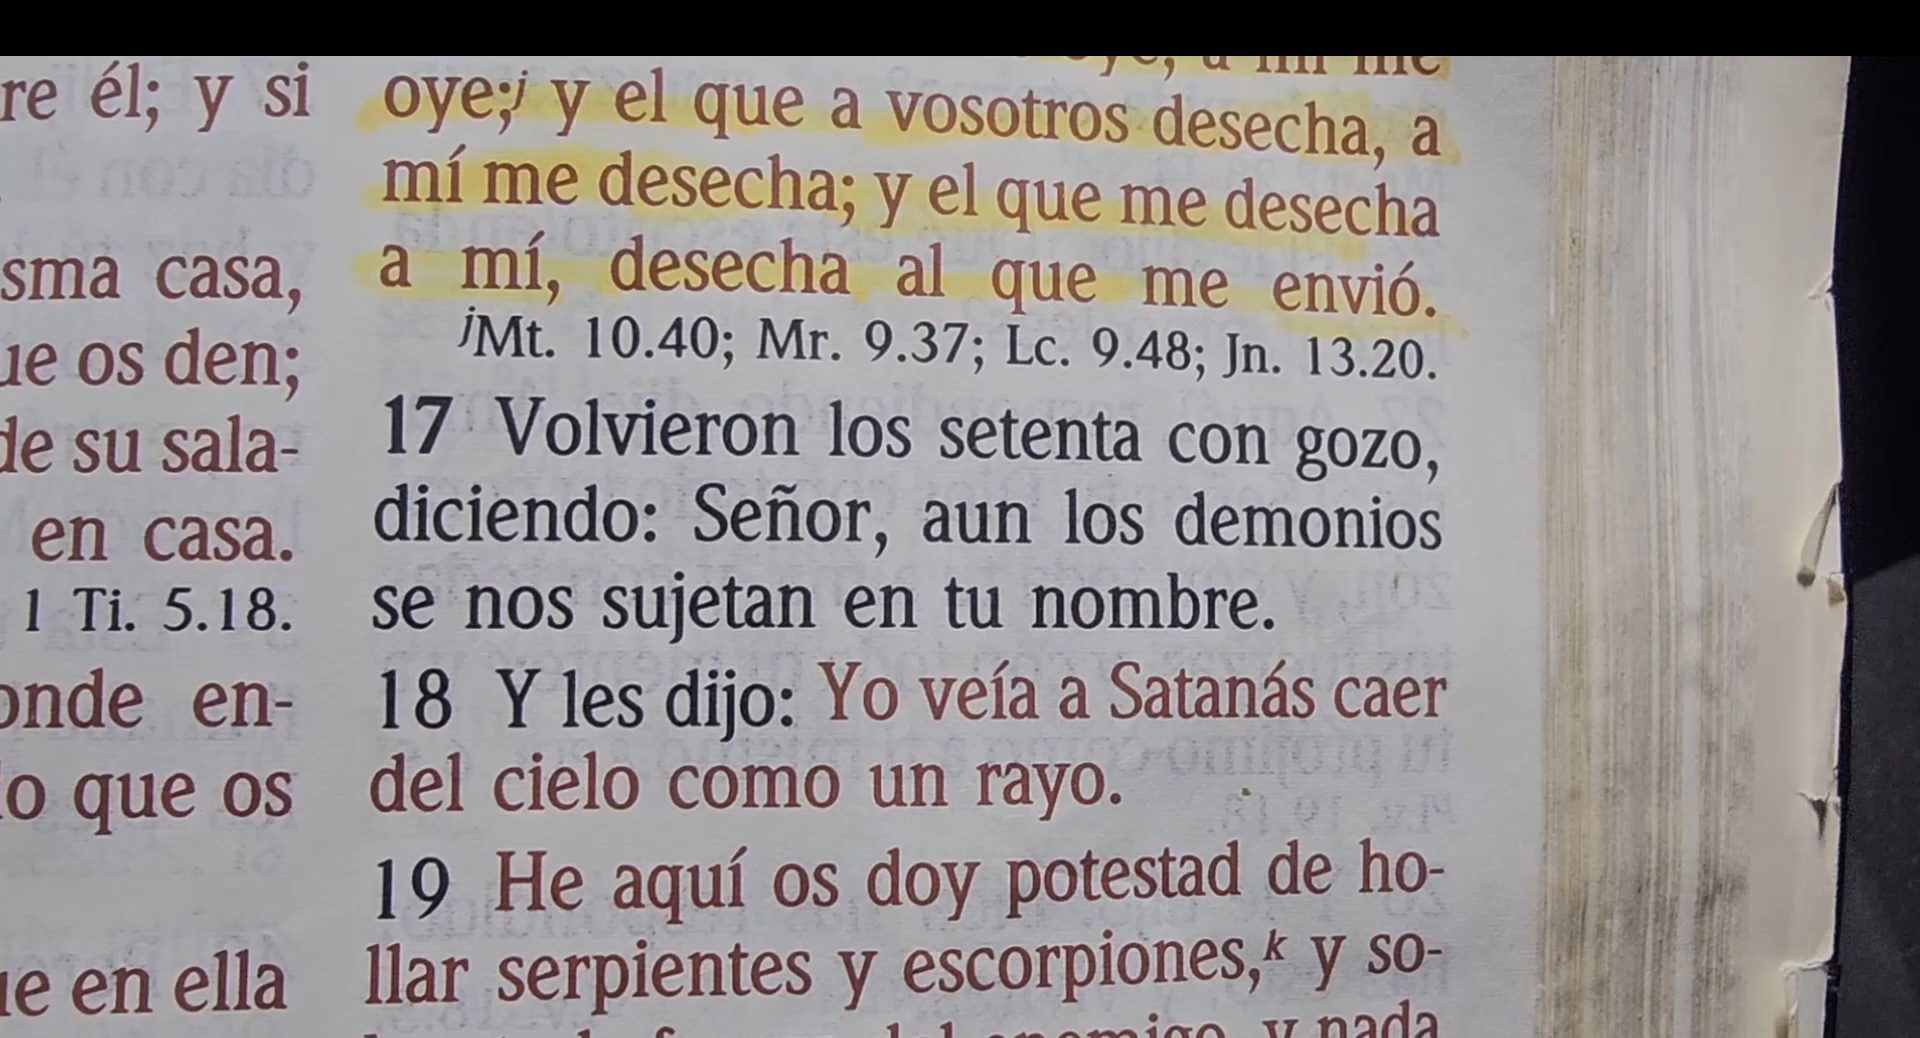 re él; y si
sma casa,
ue os den;
de su sala-
en casa.
1 Ti. 5.18.
onde en-
lo que os
ue en ella
mí me
oye;j y el que a vosotros desecha, a
mí me desecha; y el que me desecha
a mí, desecha al que me envió.
jMt. 10.40; Mr. 9.37; Lc. 9.48; Jn. 13.20.
17 Volvieron los setenta con gozo,
diciendo: Señor, aun los demonios
se nos sujetan en tu nombre.
18 Y les dijo: Yo veía a Satanás caer
del cielo como un rayo.
19 He aquí os doy potestad de ho-
llar serpientes y escorpiones,k y so-
enemigo, y nada